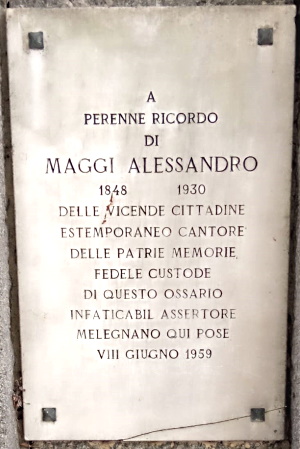 A
PERENNE RICORDO
DI
MAGGI ALESSANDRO
1848 1930
DELLE VICENDE CITTADINE
ESTEMPORANEO CANTORE
DELLE PATRIE MEMORIE,
FEDELE CUSTODE
DI QUESTO OSSARIO
INFATICABIL ASSERTORE
MELEGNANO QUI POSE
VIII GIUGNO 1959